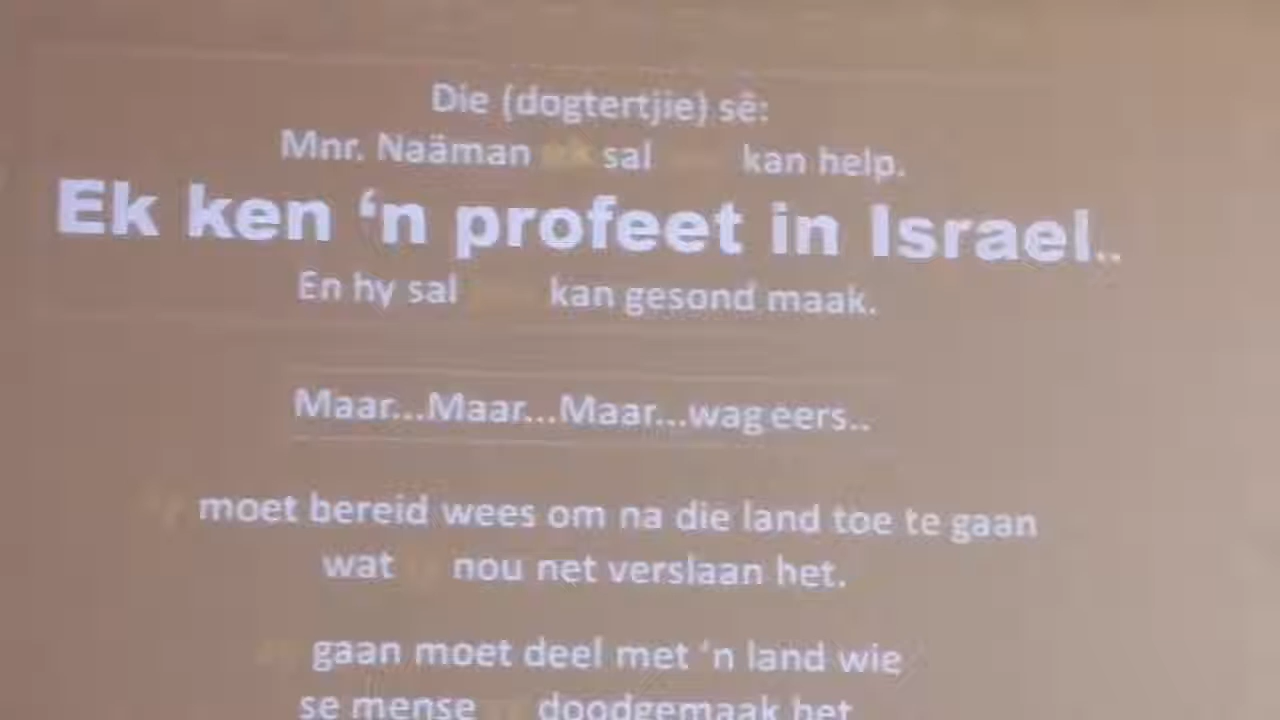 Die (dogtertjie) sê:
Mnr. Naäman ek sal kan help.
Ek ken ‘n profeet in Israel..
En hy sal kan gesond maak.
Maar...Maar...Maar...wag eers..
moet bereid wees om na die land toe te gaan
wat nou net verslaan het.
gaan moet deel met ‘n land wie
se mense doodgemaak het